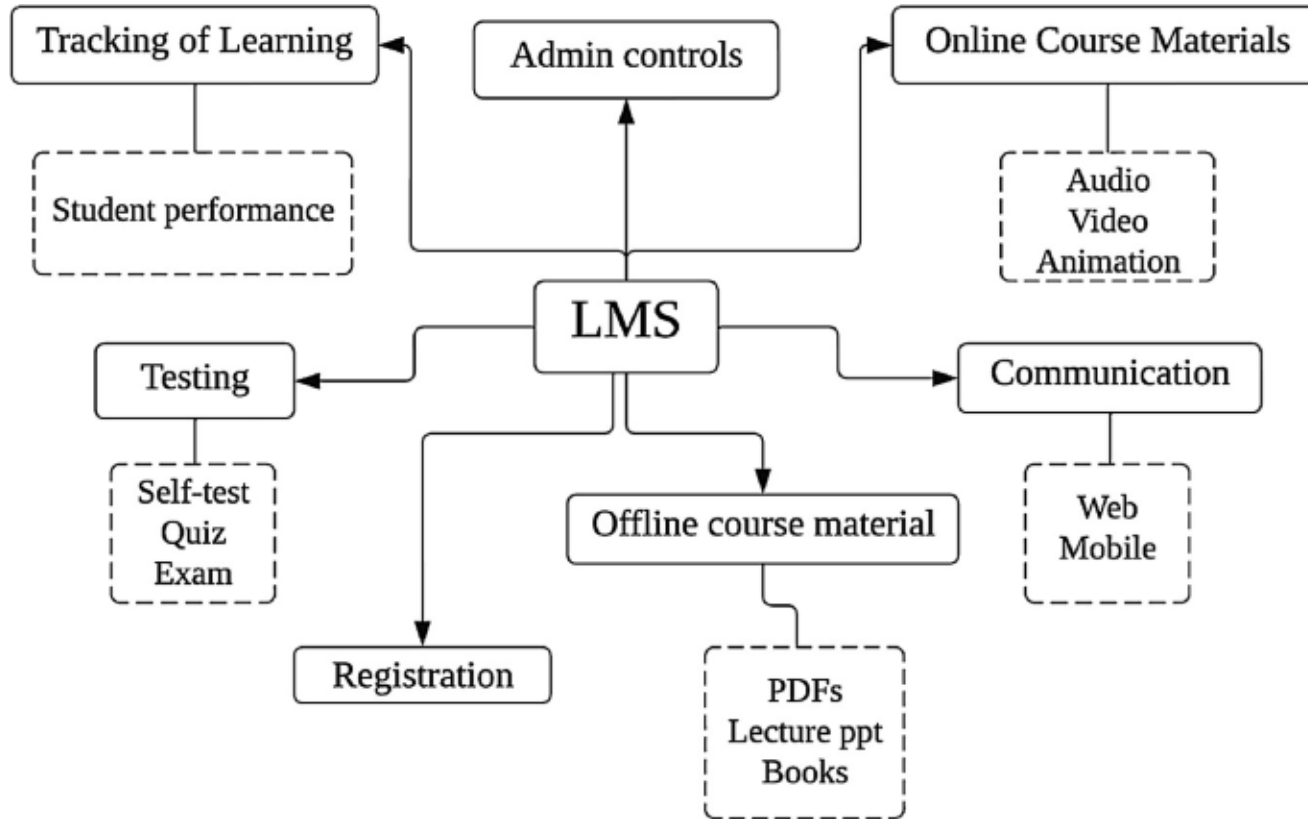 Tracking of Learning
Admin controls
Online Course Materials
Student performance
Audio
Video
Animation
LMS
Testing
Communication
Self-test
Quiz
Exam
Offline course material
Web
Mobile
Registration
PDFs
Lecture ppt
Books